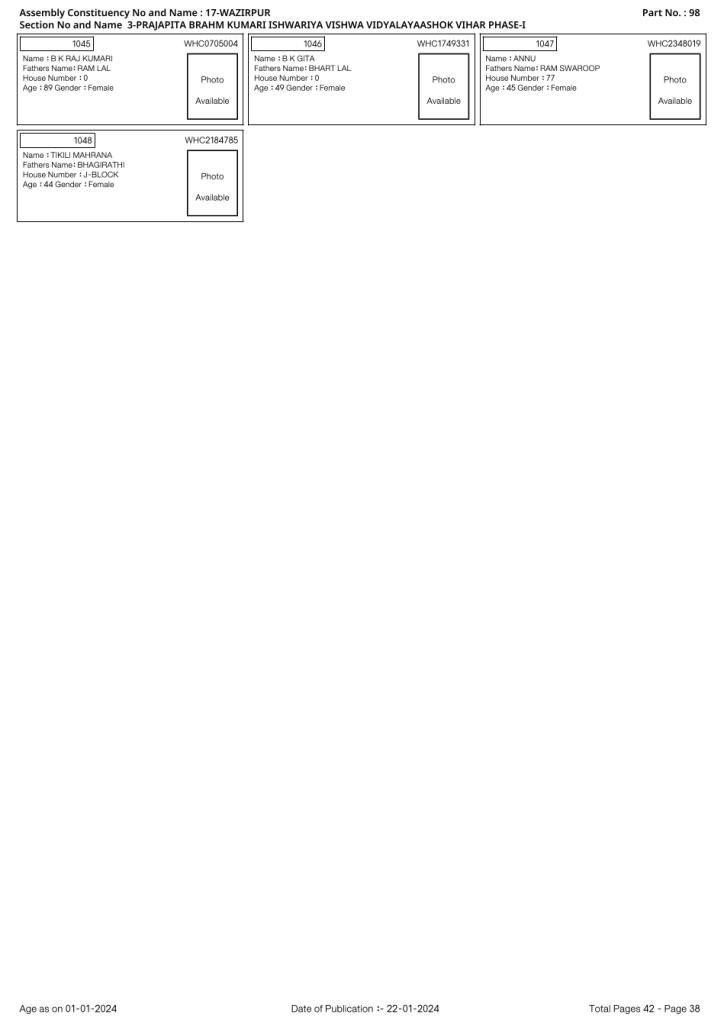 Assembly Constituency No and Name : 17-WAZIRPUR
Part No. : 98
Section No and Name 3-PRAJAPITA BRAHM KUMARI ISHWARIYA VISHWA VIDYALAYAASHOK VIHAR PHASE-I
1045
WHC0705004
Name : B K RAJ KUMARI
Fathers Name: RAM LAL
House Number : 0
Age : 89 Gender : Female
Photo
Available
1046
WHC1749331
Name : B K GITA
Fathers Name: BHART LAL
House Number : 0
Age : 49 Gender : Female
Photo
Available
1047
WHC2348019
Name : ANNU
Fathers Name: RAM SWAROOP
House Number : 77
Age : 45 Gender : Female
Photo
Available
1048
WHC2184785
Name : TIKILI MAHRANA
Fathers Name: BHAGIRATHI
House Number : J-BLOCK
Age : 44 Gender : Female
Photo
Available
Age as on 01-01-2024
Date of Publication :- 22-01-2024
Total Pages 42 - Page 38